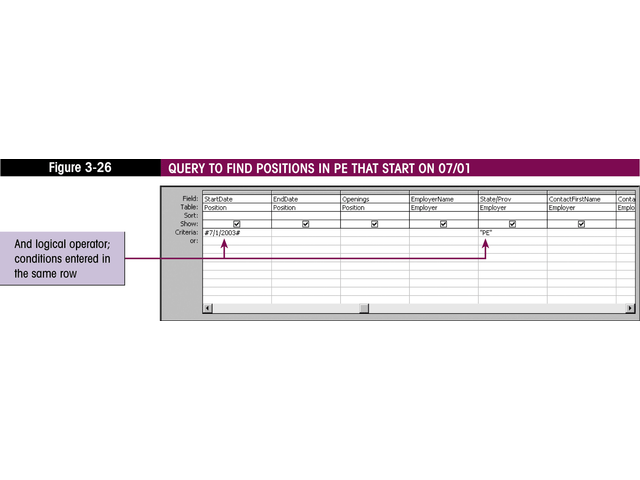 Figure 3-26 QUERY TO FIND POSITIONS IN PE THAT START ON 07/01
Field: StartDate EndDate Openings EmployerName State/Prov ContactFirstName Conta
Table: Position Position Position Employer Employer Employer Emplo
Sort:
Show:
Criteria: #7/1/2003# "PE"
or:
And logical operator;
conditions entered in
the same row